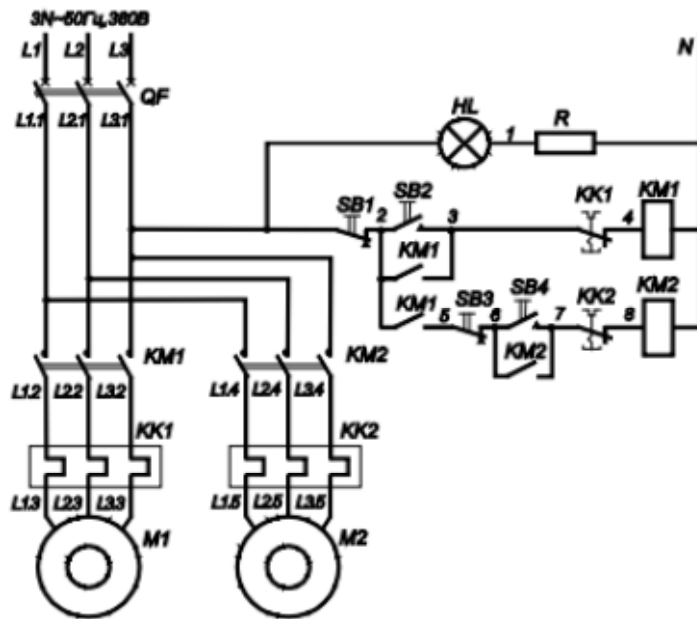 3N~50Гц,380В
L1 L2 L3 N
QF
L1.1 L2.1 L3.1
HL 1 R
SB1 2 SB2 3 KK1 4 KM1
KM1
KM1 5 SB3 6 SB4 7 KK2 8 KM2
KM2
KM1 KM2
L1.2 L2.2 L3.2 L1.4 L2.4 L3.4
KK1 KK2
L1.3 L2.3 L3.3 L1.5 L2.5 L3.5
M1 M2